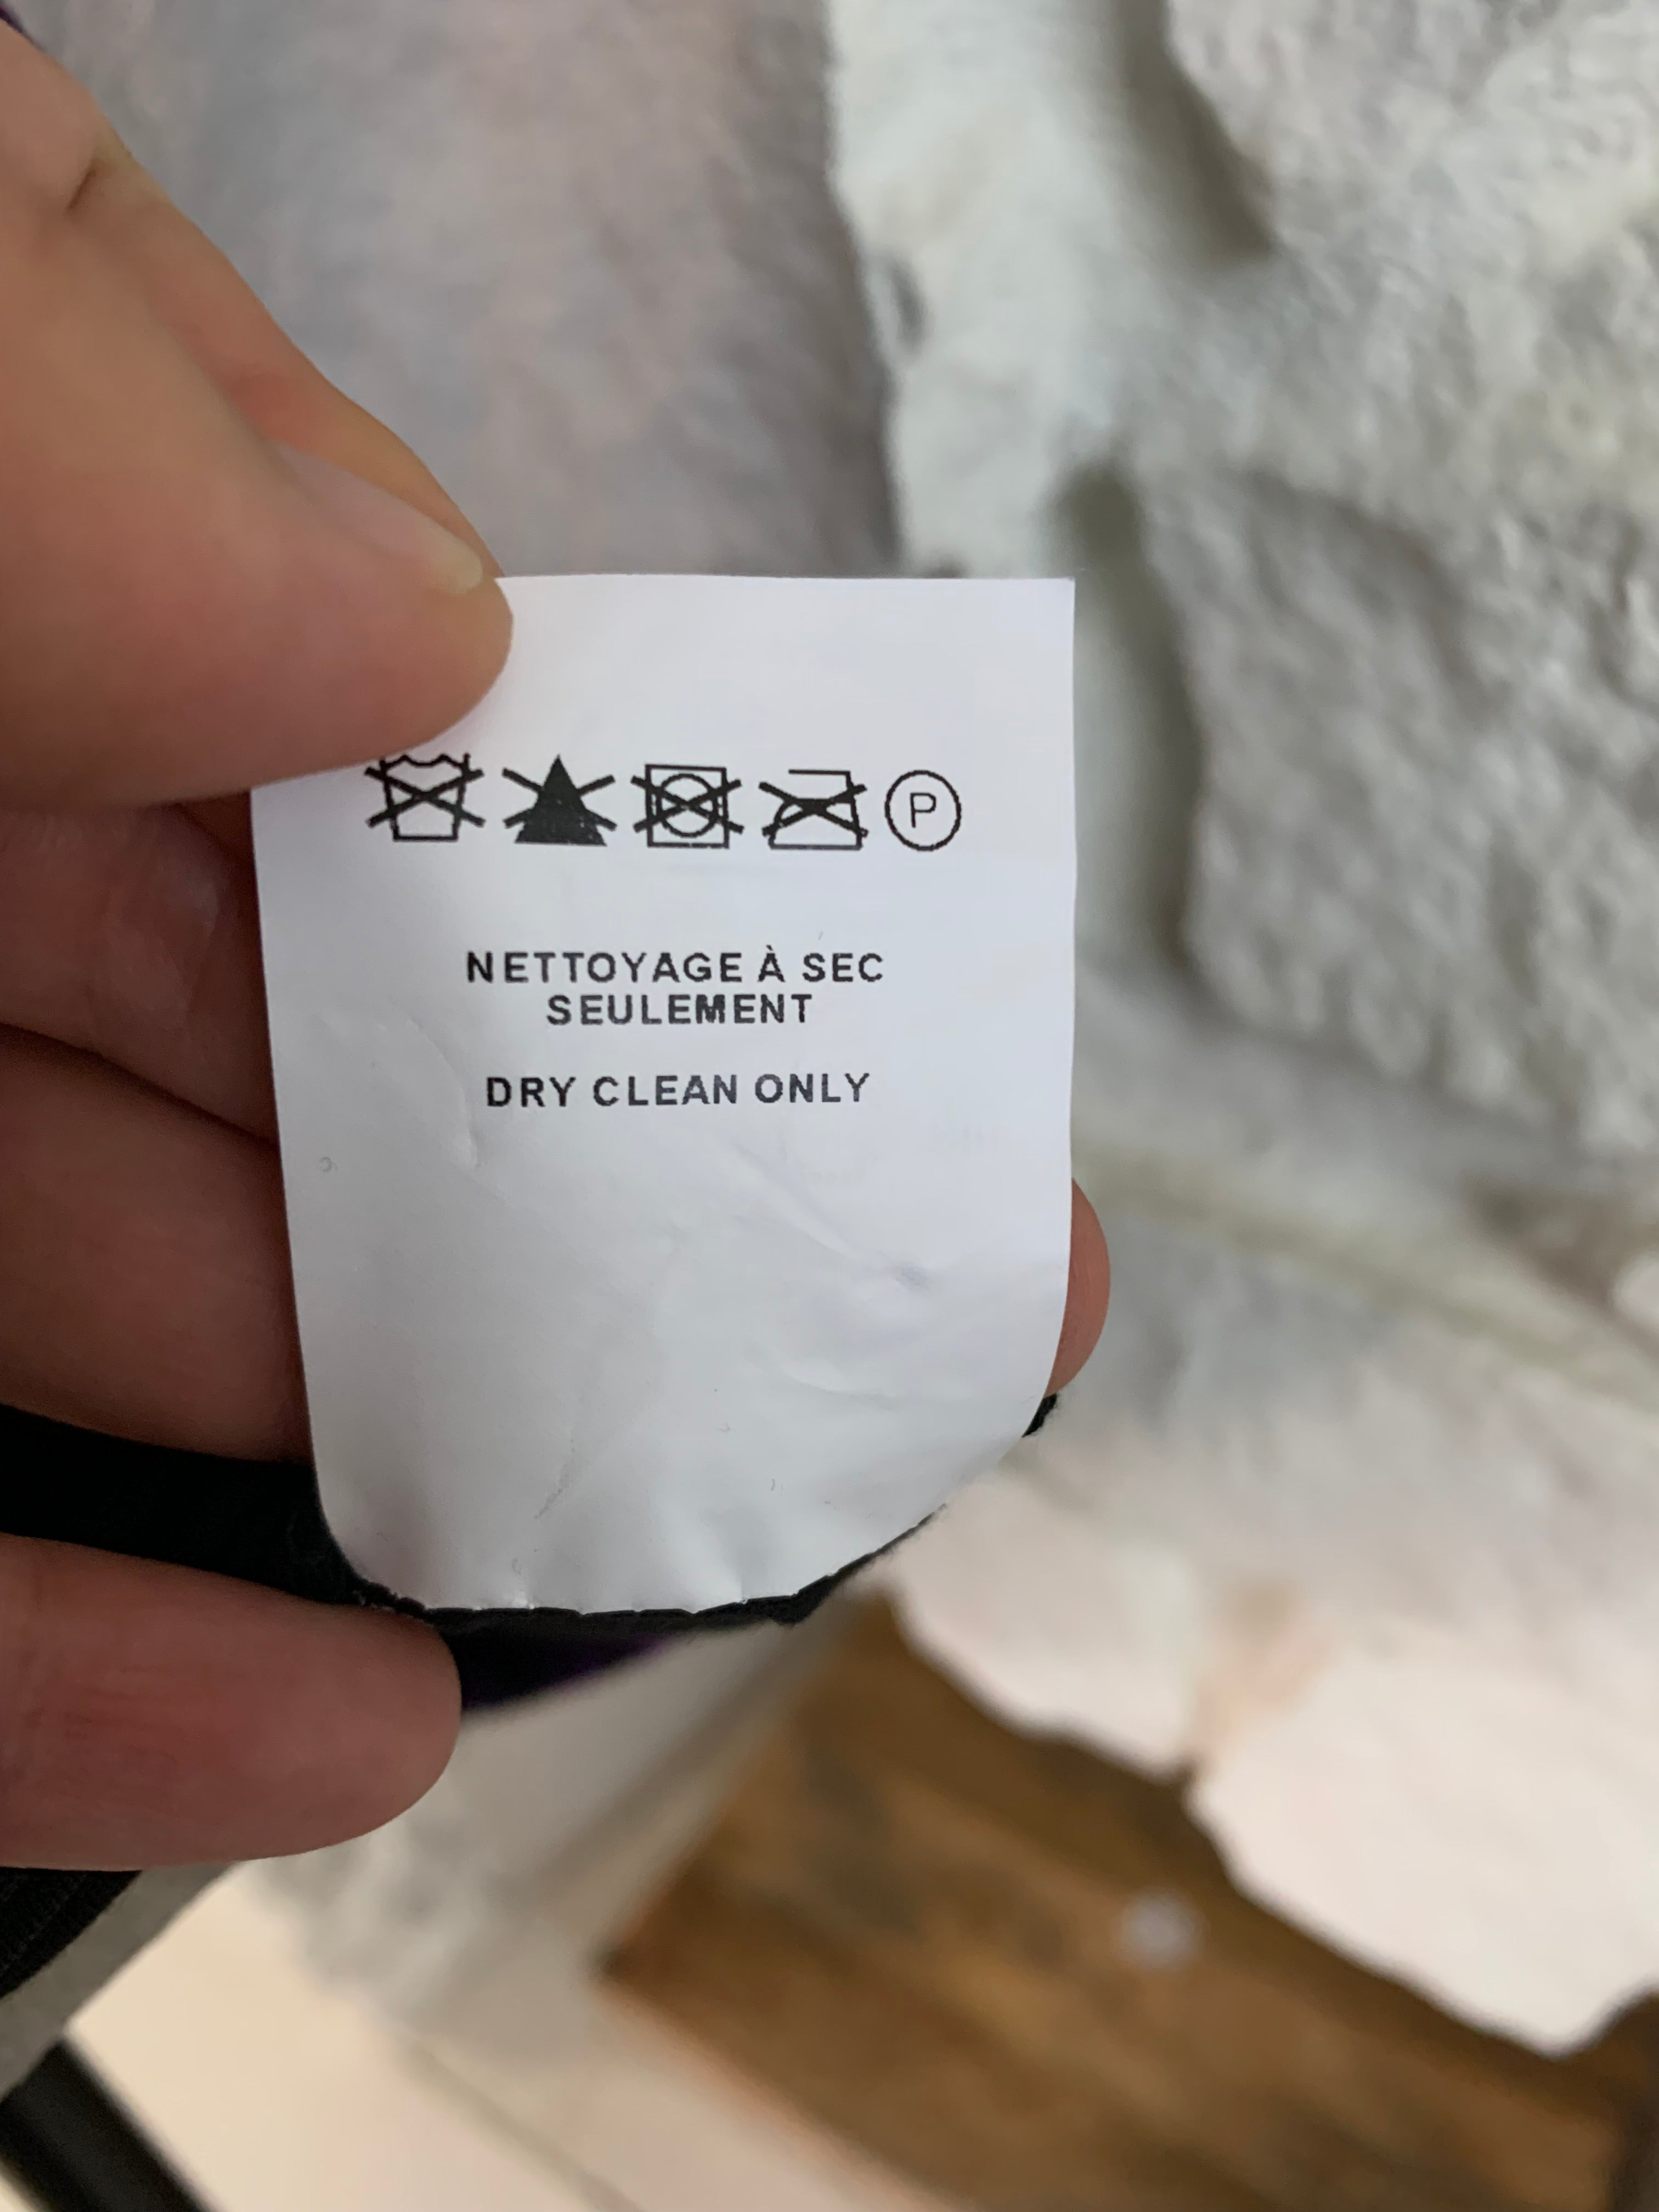 P
NETTOYAGE À SEC
SEULEMENT
DRY CLEAN ONLY